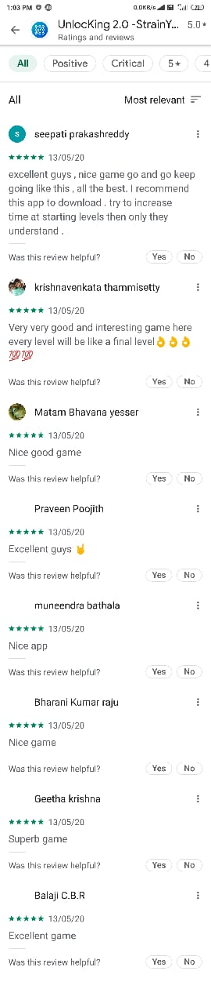 1:03 PM
0.0KB/s
UnlocKing 2.0 -StrainY... 5.0★
Ratings and reviews
All Positive Critical 5★ 4
All Most relevant
s seepati prakashreddy
★★★★★ 13/05/20
excellent guys , nice game go and go keep
going like this , all the best. I recommend
this app to download . try to increase
time at starting levels then only they
understand .
Was this review helpful? Yes No
krishnavenkata thammisetty
★★★★★ 13/05/20
Very very good and interesting game here
every level will be like a final level👌👌👌
💯💯
Was this review helpful? Yes No
Matam Bhavana yesser
★★★★★ 13/05/20
Nice good game
Was this review helpful? Yes No
Praveen Poojith
★★★★★ 13/05/20
Excellent guys 🤘
Was this review helpful? Yes No
muneendra bathala
★★★★★ 13/05/20
Nice app
Was this review helpful? Yes No
Bharani Kumar raju
★★★★★ 13/05/20
Nice game
Was this review helpful? Yes No
Geetha krishna
★★★★★ 13/05/20
Superb game
Was this review helpful? Yes No
Balaji C.B.R
★★★★★ 13/05/20
Excellent game
Was this review helpful? Yes No